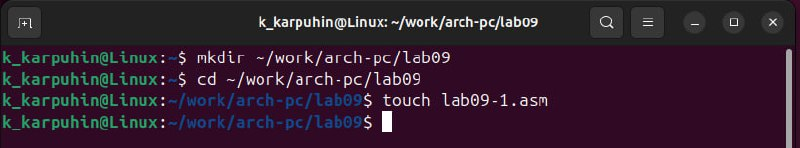 k_karpuhin@Linux: ~/work/arch-pc/lab09
k_karpuhin@Linux:~$ mkdir ~/work/arch-pc/lab09
k_karpuhin@Linux:~$ cd ~/work/arch-pc/lab09
k_karpuhin@Linux:~/work/arch-pc/lab09$ touch lab09-1.asm
k_karpuhin@Linux:~/work/arch-pc/lab09$